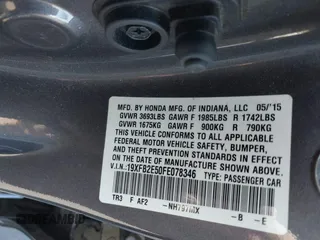 MFD. BY HONDA MFG. OF INDIANA, LLC 05/'15
GVWR 3693LBS GAWR F 1985LBS R 1742LBS
GVWR 1675KG GAWR F 900KG R 790KG
THIS VEHICLE CONFORMS TO ALL APPLICABLE
FEDERAL MOTOR VEHICLE SAFETY, BUMPER,
AND THEFT PREVENTION STANDARDS IN EFFECT
ON THE DATE OF MANUFACTURE SHOWN ABOVE.
V.I.N: 19XFB2E50FE078346 TYPE: PASSENGER CAR
TR3 F AF2 -NH797MX -B -E